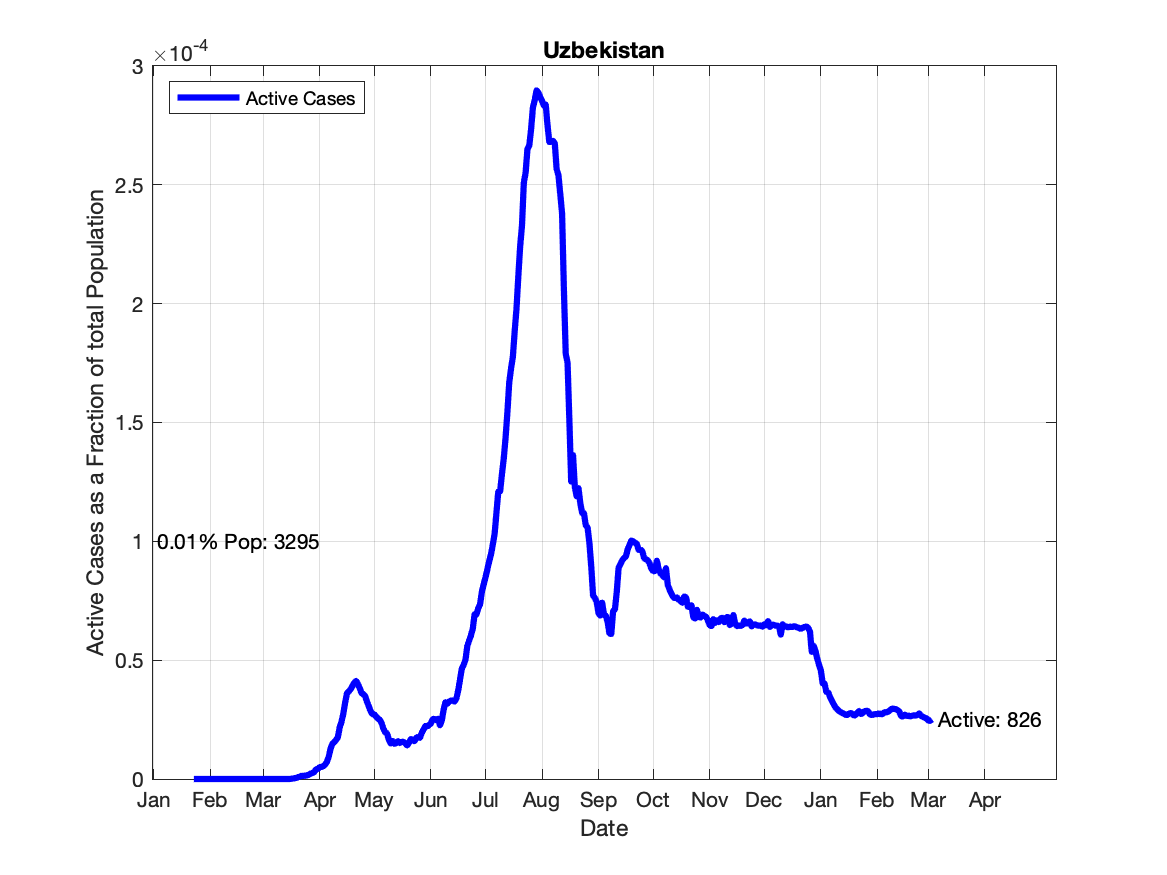 Uzbekistan
×10-4
Active Cases
3
2.5
2
1.5
1
0.5
0
0.01% Pop: 3295
Active: 826
Active Cases as a Fraction of total Population
Jan Feb Mar Apr May Jun Jul Aug Sep Oct Nov Dec Jan Feb Mar Apr
Date